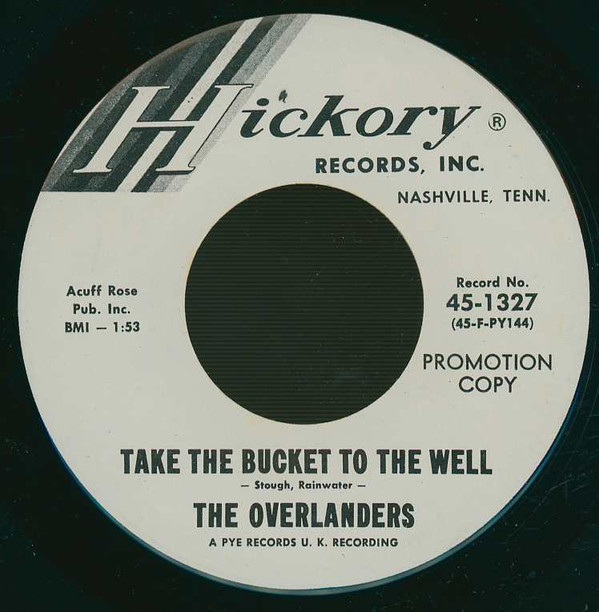 Hickory ®
RECORDS, INC.
NASHVILLE, TENN.
Acuff Rose
Pub. Inc.
BMI — 1:53
Record No.
45-1327
(45-F-PY144)
PROMOTION
COPY
TAKE THE BUCKET TO THE WELL
— Stough, Rainwater —
THE OVERLANDERS
A PYE RECORDS U. K. RECORDING